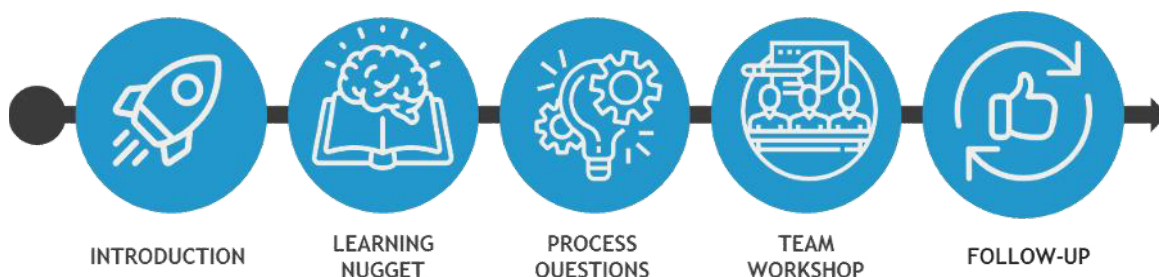 INTRODUCTION
LEARNING
NUGGET
PROCESS
QUESTIONS
TEAM
WORKSHOP
FOLLOW-UP